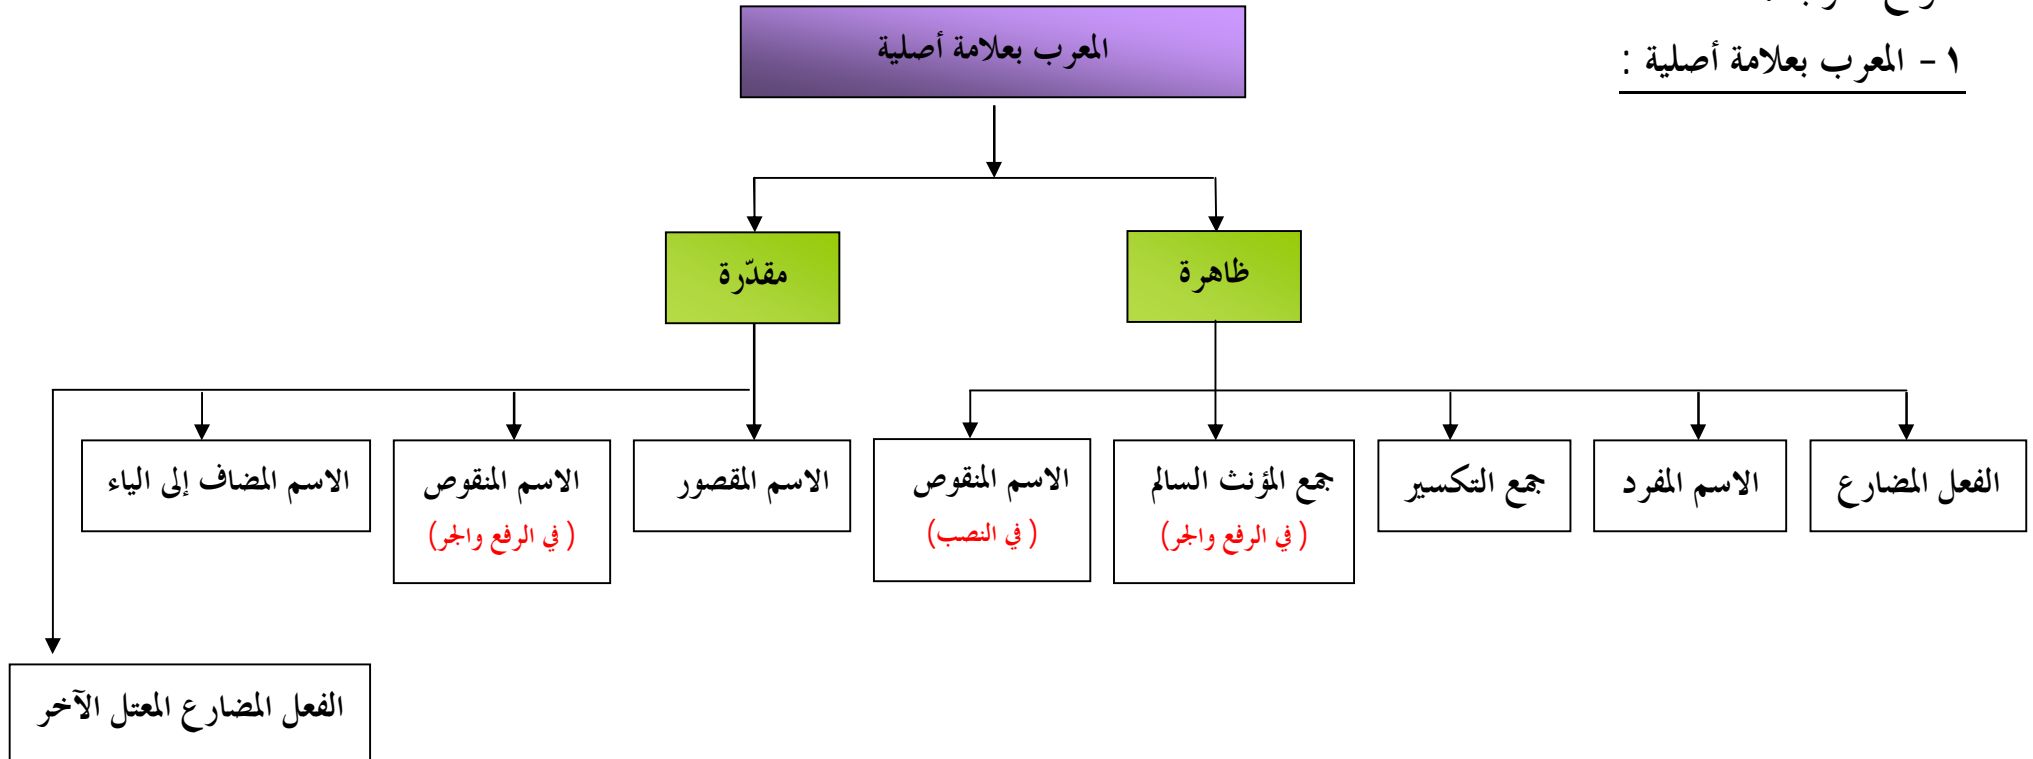 ١ - المعرب بعلامة أصلية :
المعرب بعلامة أصلية
ظاهرة
مقدّرة
الفعل المضارع
الاسم المفرد
جمع التكسير
جمع المؤنث السالم
( في الرفع والجر)
الاسم المنقوص
( في النصب)
الاسم المقصور
الاسم المنقوص
( في الرفع والجر)
الاسم المضاف إلى الياء
الفعل المضارع المعتل الآخر